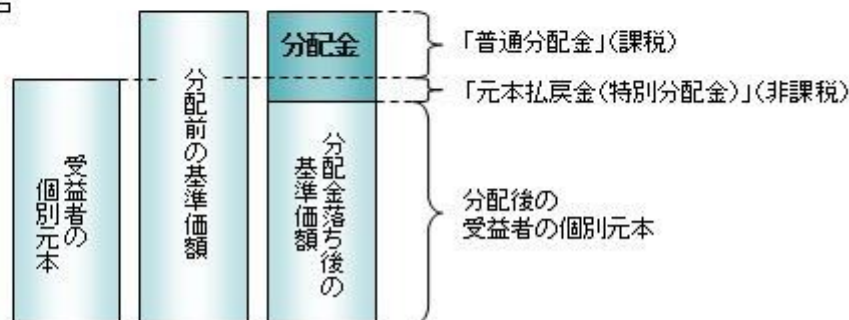 受益者の
個別元本
分配前の基準価額
分配金
分配金落ち後の
基準価額
「普通分配金」(課税)
「元本払戻金(特別分配金)」(非課税)
分配後の
受益者の個別元本